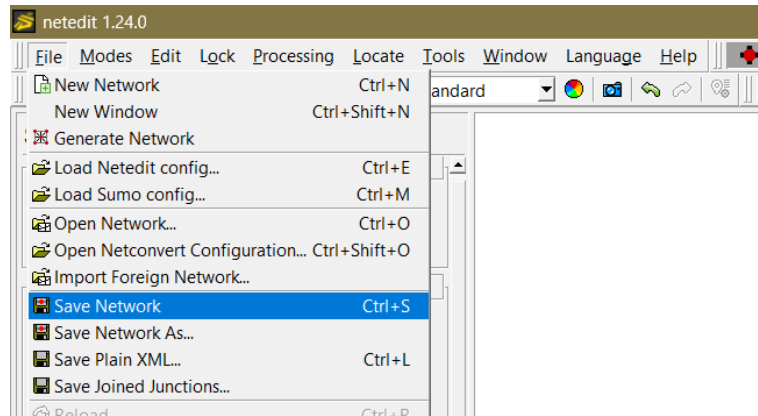 netedit 1.24.0
File Modes Edit Lock Processing Locate Tools Window Language Help
New Network Ctrl+N
andard
New Window Ctrl+Shift+N
Generate Network
Load Netedit config... Ctrl+E
Load Sumo config... Ctrl+M
Open Network... Ctrl+O
Open Netconvert Configuration... Ctrl+Shift+O
Import Foreign Network...
Save Network Ctrl+S
Save Network As...
Save Plain XML... Ctrl+L
Save Joined Junctions...
Reload Ctrl+R